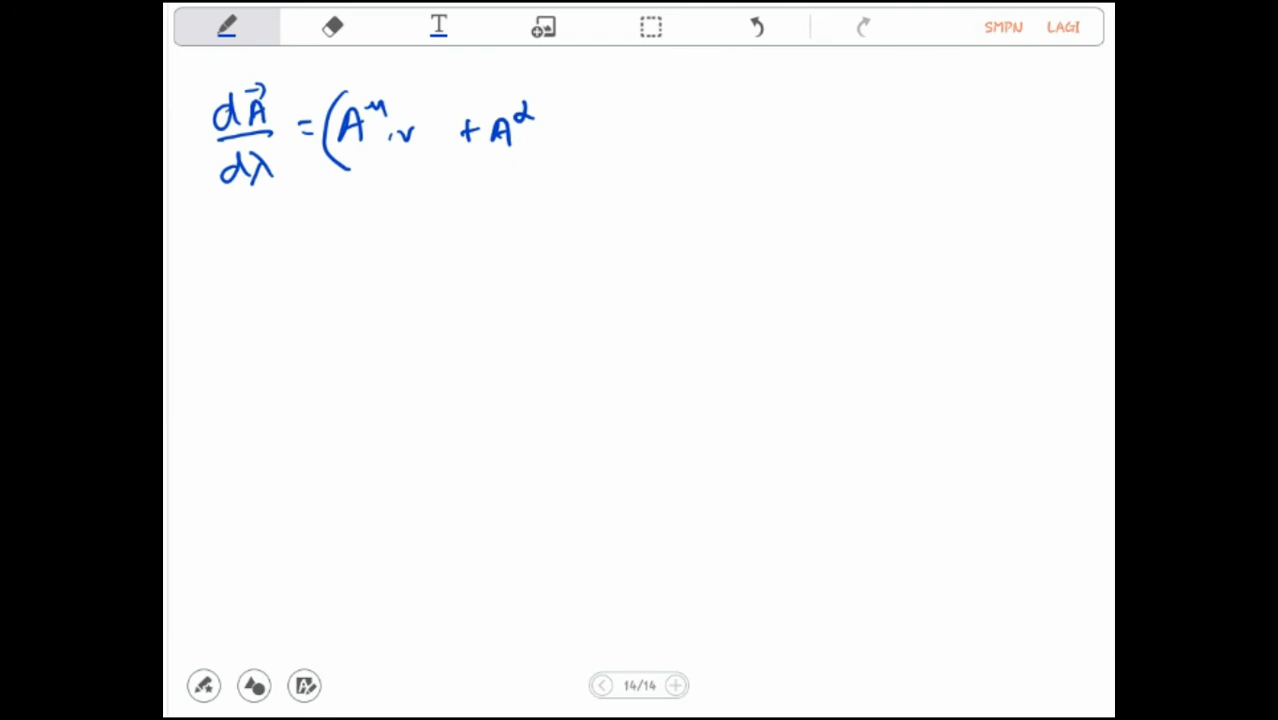 T SMPN LAGI
dA⃗/dλ = (A^μ,ν + A^α
14/14